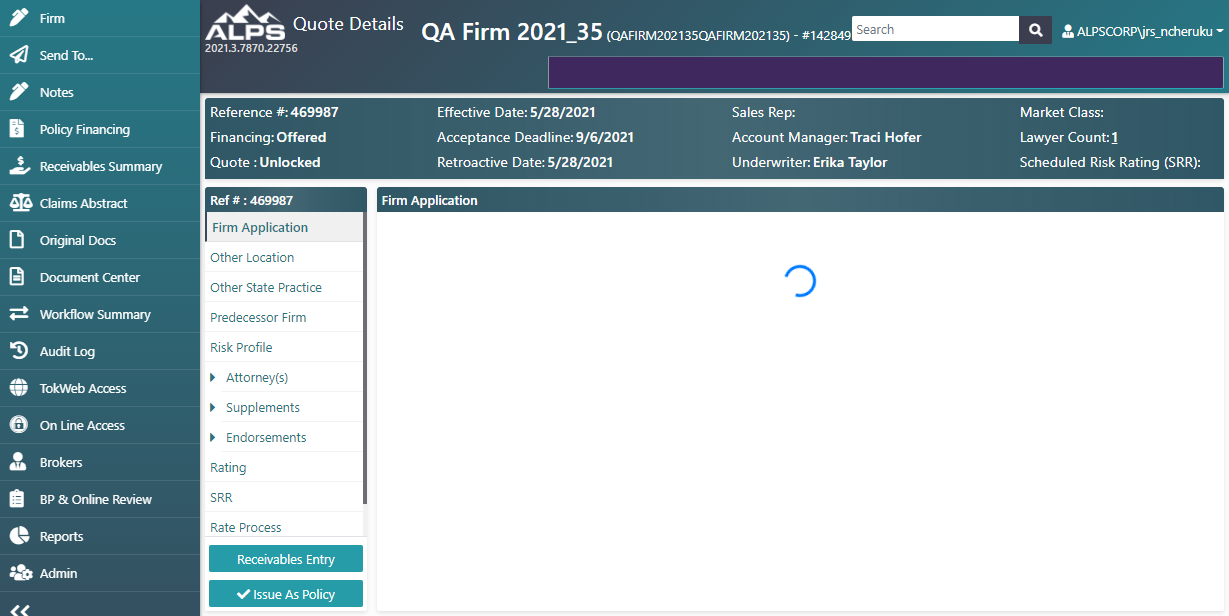 Firm
Send To...
Notes
Policy Financing
Receivables Summary
Claims Abstract
Original Docs
Document Center
Workflow Summary
Audit Log
TokWeb Access
On Line Access
Brokers
BP & Online Review
Reports
Admin
ALPS
2021.3.7870.22756
Quote Details
QA Firm 2021_35 (QAFIRM202135QAFIRM202135) - #142849
Search
ALPSCORP\jrs_ncheruku
Reference #: 469987
Financing: Offered
Quote : Unlocked
Effective Date: 5/28/2021
Acceptance Deadline: 9/6/2021
Retroactive Date: 5/28/2021
Sales Rep:
Account Manager: Traci Hofer
Underwriter: Erika Taylor
Market Class:
Lawyer Count: 1
Scheduled Risk Rating (SRR):
Ref # : 469987
Firm Application
Other Location
Other State Practice
Predecessor Firm
Risk Profile
Attorney(s)
Supplements
Endorsements
Rating
SRR
Rate Process
Receivables Entry
Issue As Policy
Firm Application